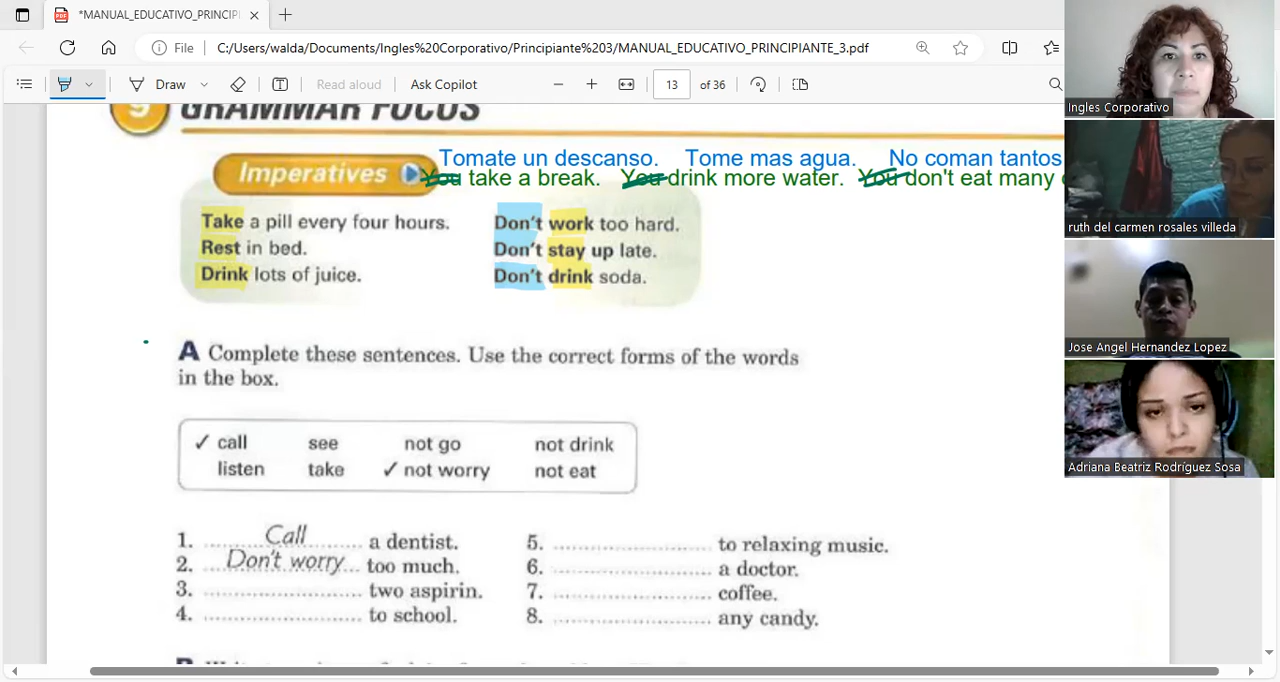 *MANUAL_EDUCATIVO_PRINCIPI
File C:/Users/walda/Documents/Ingles%20Corporativo/Principiante%203/MANUAL_EDUCATIVO_PRINCIPIANTE_3.pdf
Draw Read aloud Ask Copilot 13 of 36
GRAMMAR FOCUS
Imperatives
Tomate un descanso. Tome mas agua. No coman tantos
You take a break. You drink more water. You don't eat many
Take a pill every four hours. Don't work too hard.
Rest in bed. Don't stay up late.
Drink lots of juice. Don't drink soda.
A Complete these sentences. Use the correct forms of the words
in the box.
✓ call see not go not drink
listen take ✓ not worry not eat
1. Call a dentist. 5. to relaxing music.
2. Don't worry too much. 6. a doctor.
3. two aspirin. 7. coffee.
4. to school. 8. any candy.
Ingles Corporativo
ruth del carmen rosales villeda
Jose Angel Hernandez Lopez
Adriana Beatriz Rodríguez Sosa